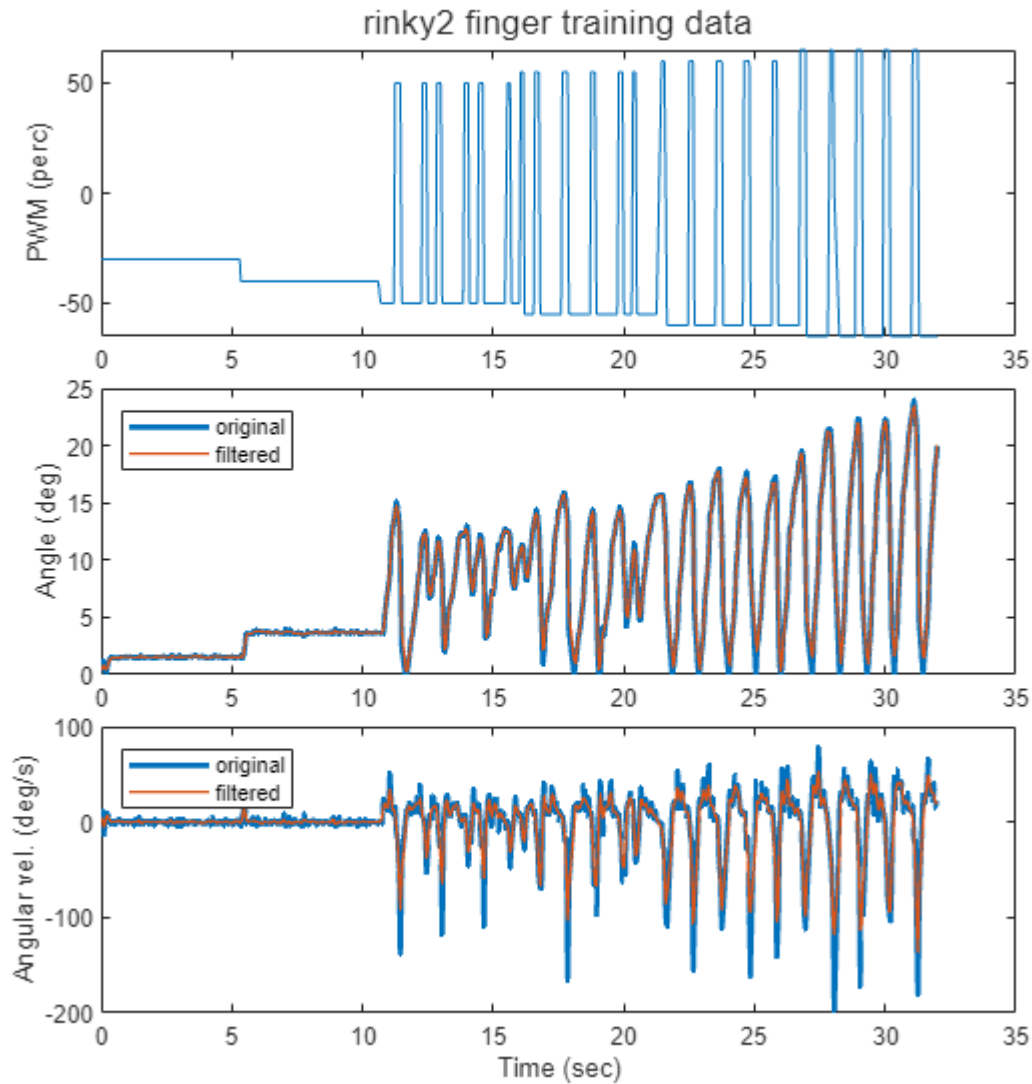 rinky2 finger training data
PWM (perc)
50
0
-50
0 5 10 15 20 25 30 35
Angle (deg)
25
20
15
10
5
0
original
filtered
0 5 10 15 20 25 30 35
Angular vel. (deg/s)
100
0
-100
-200
original
filtered
0 5 10 15 20 25 30 35
Time (sec)